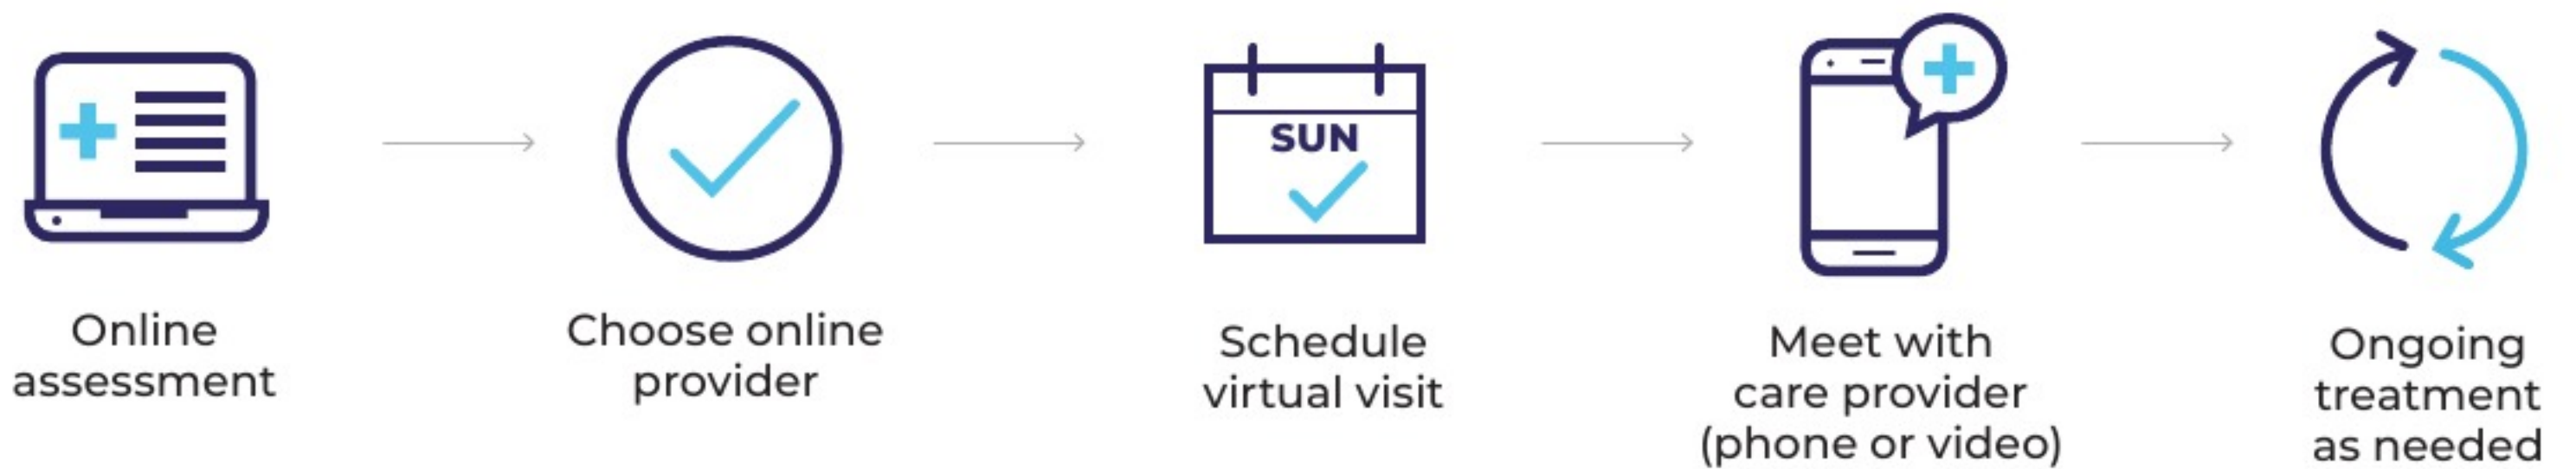 SUN
Online
assessment
Choose online
provider
Schedule
virtual visit
Meet with
care provider
(phone or video)
Ongoing
treatment
as needed